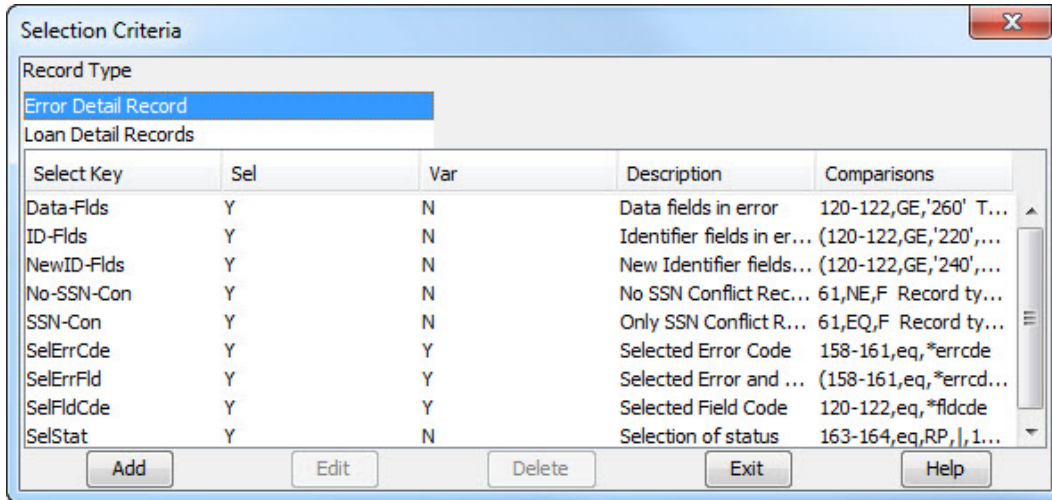 Selection Criteria
X
Record Type
Error Detail Record
Loan Detail Records
Select Key Sel Var Description Comparisons
Data-Flds Y N Data fields in error 120-122,GE,'260' T...
ID-Flds Y N Identifier fields in er... (120-122,GE,'220',...
NewID-Flds Y N New Identifier fields... (120-122,GE,'240',...
No-SSN-Con Y N No SSN Conflict Rec... 61,NE,F Record ty...
SSN-Con Y N Only SSN Conflict R... 61,EQ,F Record ty...
SelErrCde Y Y Selected Error Code 158-161,eq,*errcde
SelErrFld Y Y Selected Error and ... (158-161,eq,*errcd...
SelFldCde Y Y Selected Field Code 120-122,eq,*fldcde
SelStat Y N Selection of status 163-164,eq,RP,|,1...
Add Edit Delete Exit Help